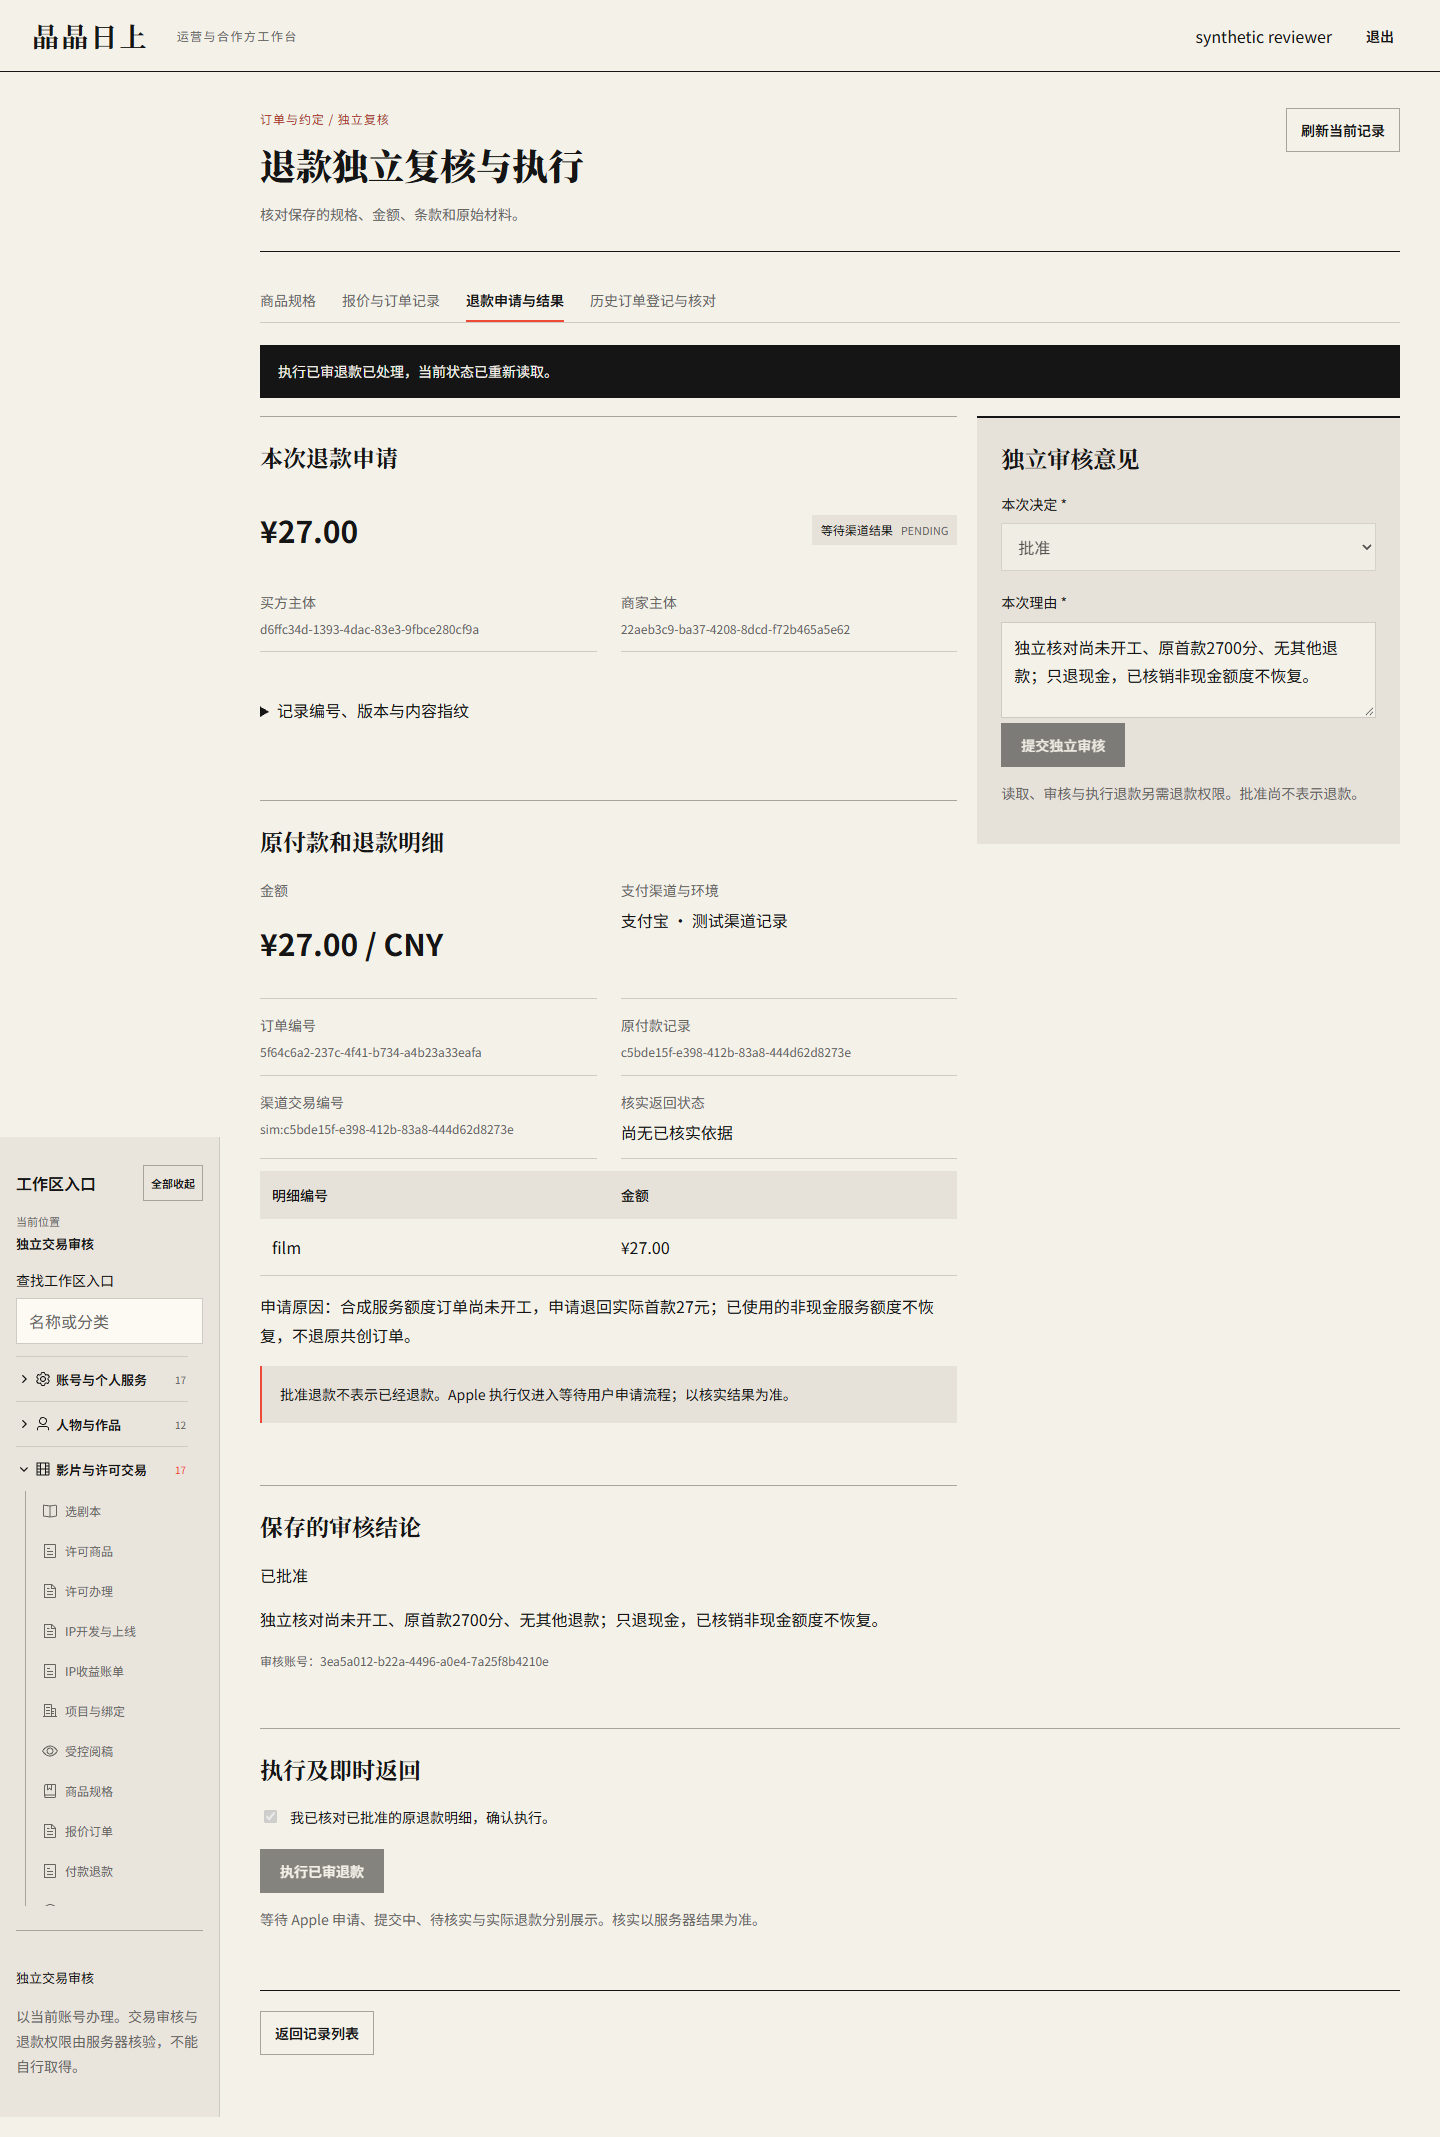 晶晶日上
运营与合作方工作台
synthetic reviewer
退出
订单与约定 / 独立复核
刷新当前记录
退款独立复核与执行
核对保存的规格、金额、条款和原始材料。
商品规格
报价与订单记录
退款申请与结果
历史订单登记与核对
执行已审退款已处理，当前状态已重新读取。
本次退款申请
¥27.00
等待渠道结果 PENDING
买方主体
商家主体
d6ffc34d-1393-4dac-83e3-9fbce280cf9a
22aeb3c9-ba37-4208-8dcd-f72b465a5e62
记录编号、版本与内容指纹
独立审核意见
本次决定 *
批准
本次理由 *
独立核对尚未开工、原首款2700分、无其他退
款；只退现金，已核销非现金额度不恢复。
提交独立审核
读取、审核与执行退款另需退款权限。批准尚不表示退款。
原付款和退款明细
金额
支付渠道与环境
¥27.00 / CNY
支付宝 · 测试渠道记录
订单编号
原付款记录
5f64c6a2-237c-4f41-b734-a4b23a33eafa
c5bde15f-e398-412b-83a8-444d62d8273e
渠道交易编号
核实返回状态
sim:c5bde15f-e398-412b-83a8-444d62d8273e
尚无已核实依据
明细编号
金额
film
¥27.00
申请原因：合成服务额度订单尚未开工，申请退回实际首款27元；已使用的非现金服务额度不恢
复，不退原共创订单。
批准退款不表示已经退款。Apple 执行仅进入等待用户申请流程；以核实结果为准。
保存的审核结论
已批准
独立核对尚未开工、原首款2700分、无其他退款；只退现金，已核销非现金额度不恢复。
审核账号：3ea5a012-b22a-4496-a0e4-7a25f8b4210e
执行及即时返回
我已核对已批准的原退款明细，确认执行。
执行已审退款
等待 Apple 申请、提交中、待核实与实际退款分别展示。核实以服务器结果为准。
返回记录列表
工作区入口
全部收起
当前位置
独立交易审核
查找工作区入口
名称或分类
账号与个人服务 17
人物与作品 12
影片与许可交易 17
选剧本
许可商品
许可办理
IP开发与上线
IP收益账单
项目与绑定
受控阅稿
商品规格
报价订单
付款退款
独立交易审核
以当前账号办理。交易审核与
退款权限由服务器核验，不能
自行取得。